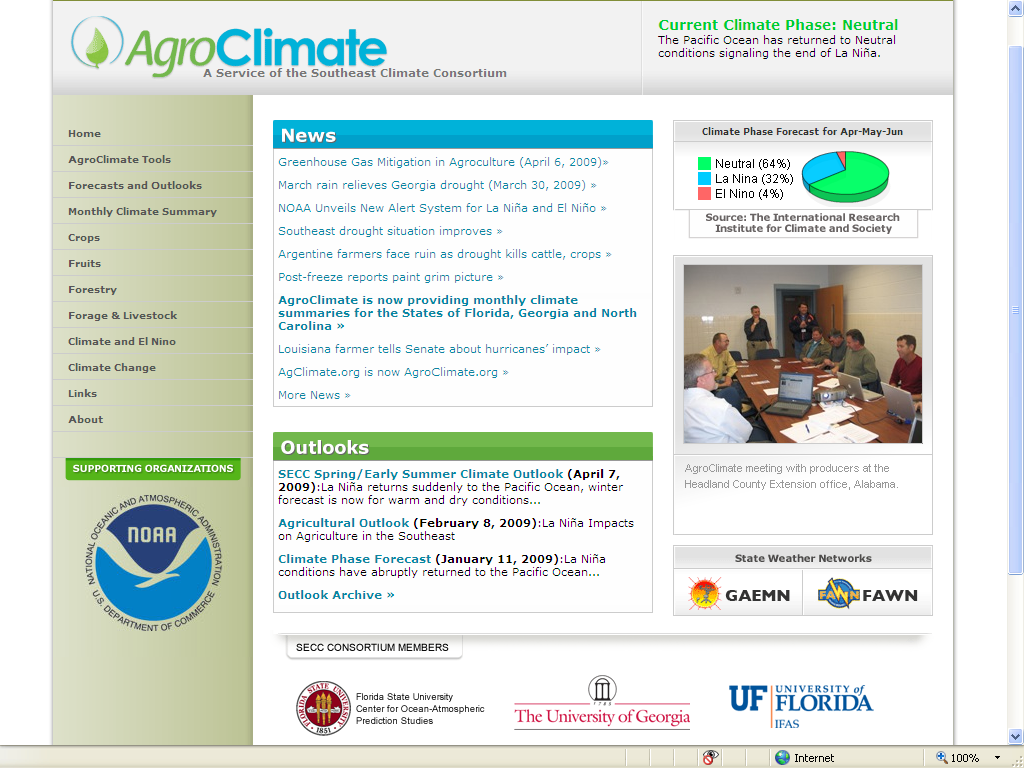 AgroClimate
A Service of the Southeast Climate Consortium
Current Climate Phase: Neutral
The Pacific Ocean has returned to Neutral
conditions signaling the end of La Niña.
Home
AgroClimate Tools
Forecasts and Outlooks
Monthly Climate Summary
Crops
Fruits
Forestry
Forage & Livestock
Climate and El Nino
Climate Change
Links
About
SUPPORTING ORGANIZATIONS
NATIONAL OCEANIC AND ATMOSPHERIC ADMINISTRATION
NOAA
U.S. DEPARTMENT OF COMMERCE
News
Greenhouse Gas Mitigation in Agroculture (April 6, 2009)»
March rain relieves Georgia drought (March 30, 2009) »
NOAA Unveils New Alert System for La Niña and El Niño »
Southeast drought situation improves »
Argentine farmers face ruin as drought kills cattle, crops »
Post-freeze reports paint grim picture »
AgroClimate is now providing monthly climate
summaries for the States of Florida, Georgia and North
Carolina »
Louisiana farmer tells Senate about hurricanes’ impact »
AgClimate.org is now AgroClimate.org »
More News »
Outlooks
SECC Spring/Early Summer Climate Outlook (April 7,
2009):La Niña returns suddenly to the Pacific Ocean, winter
forecast is now for warm and dry conditions...
Agricultural Outlook (February 8, 2009):La Niña Impacts
on Agriculture in the Southeast
Climate Phase Forecast (January 11, 2009):La Niña
conditions have abruptly returned to the Pacific Ocean...
Outlook Archive »
Climate Phase Forecast for Apr-May-Jun
Neutral (64%)
La Nina (32%)
El Nino (4%)
Source: The International Research
Institute for Climate and Society
AgroClimate meeting with producers at the
Headland County Extension office, Alabama.
State Weather Networks
GAEMN
FAWN FAWN
SECC CONSORTIUM MEMBERS
FLORIDA STATE UNIVERSITY
1851
Florida State University
Center for Ocean-Atmospheric
Prediction Studies
1785
The University of Georgia
UF UNIVERSITY of
FLORIDA
IFAS
Internet
100%